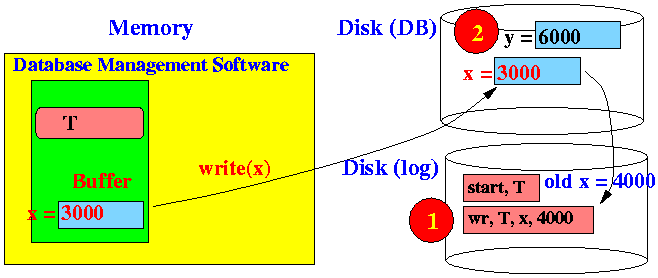 Memory
Disk (DB)
2
y = 6000
Database Management Software
x = 3000
T
write(x)
Disk (log)
Buffer
start, T
old x = 4000
x = 3000
1
wr, T, x, 4000